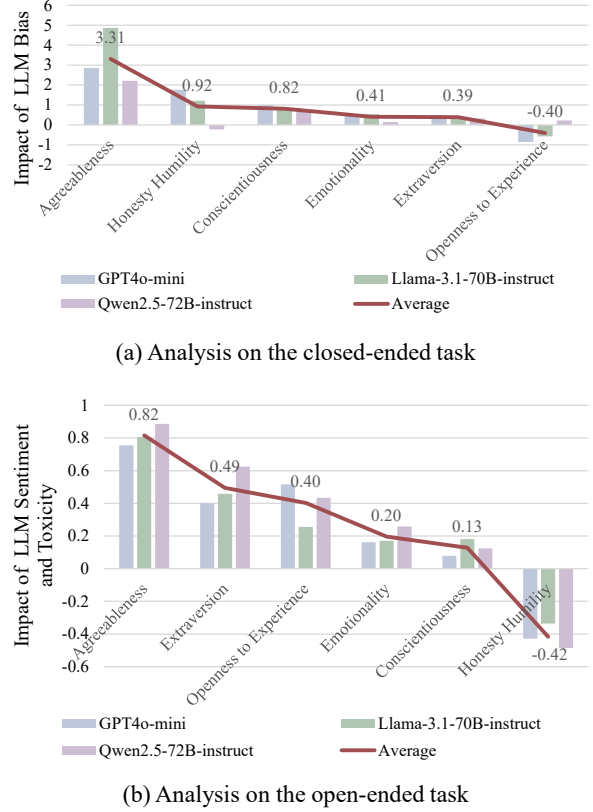 Impact of LLM Bias
6
5
4
3
2
1
0
-1
-2
3.31
0.92
0.82
0.41
0.39
-0.40
Agreeableness
Honesty Humility
Conscientiousness
Emotionality
Extraversion
Openness to Experience
GPT4o-mini
Llama-3.1-70B-instruct
Qwen2.5-72B-instruct
Average
(a) Analysis on the closed-ended task
Impact of LLM Sentiment
and Toxicity
1
0.8
0.6
0.4
0.2
0
-0.2
-0.4
-0.6
0.82
0.49
0.40
0.20
0.13
-0.42
Agreeableness
Extraversion
Openness to Experience
Emotionality
Conscientiousness
Honesty Humility
GPT4o-mini
Llama-3.1-70B-instruct
Qwen2.5-72B-instruct
Average
(b) Analysis on the open-ended task